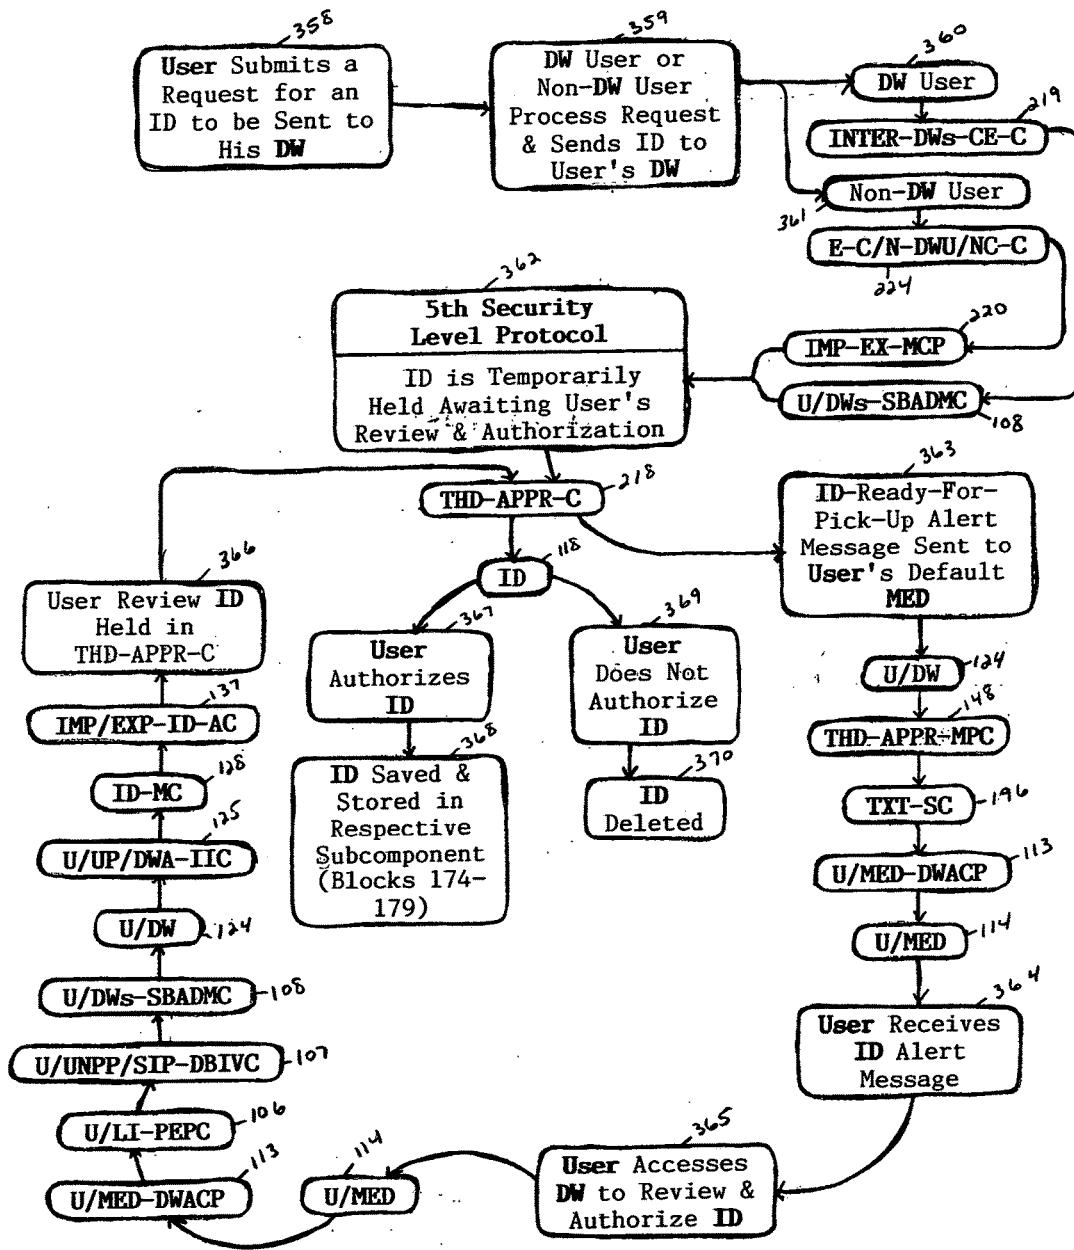 358
User Submits a
Request for an
ID to be Sent to
His DW
359
DW User or
Non-DW User
Process Request
& Sends ID to
User's DW
360
DW User
219
INTER-DWs-CE-C
Non-DW User
361
E-C/N-DWU/NC-C
224
362
5th Security
Level Protocol
ID is Temporarily
Held Awaiting User's
Review & Authorization
220
IMP-EX-MCP
U/DWs-SBADMC
108
THD-APPR-C
218
363
ID-Ready-For-
Pick-Up Alert
Message Sent to
User's Default
MED
ID
118
367
User
Authorizes
ID
369
User
Does Not
Authorize
ID
368
ID Saved &
Stored in
Respective
Subcomponent
(Blocks 174-
179)
370
ID
Deleted
U/DW
124
148
THD-APPR-MPC
TXT-SC
196
113
U/MED-DWACP
U/MED
114
364
User Receives
ID Alert
Message
365
User Accesses
DW to Review &
Authorize ID
114
U/MED
113
U/MED-DWACP
106
U/LI-PEPC
U/UNPP/SIP-DBIVC
107
U/DWs-SBADMC
108
U/DW
124
125
U/UP/DWA-IIC
128
ID-MC
137
IMP/EXP-ID-AC
366
User Review ID
Held in
THD-APPR-C